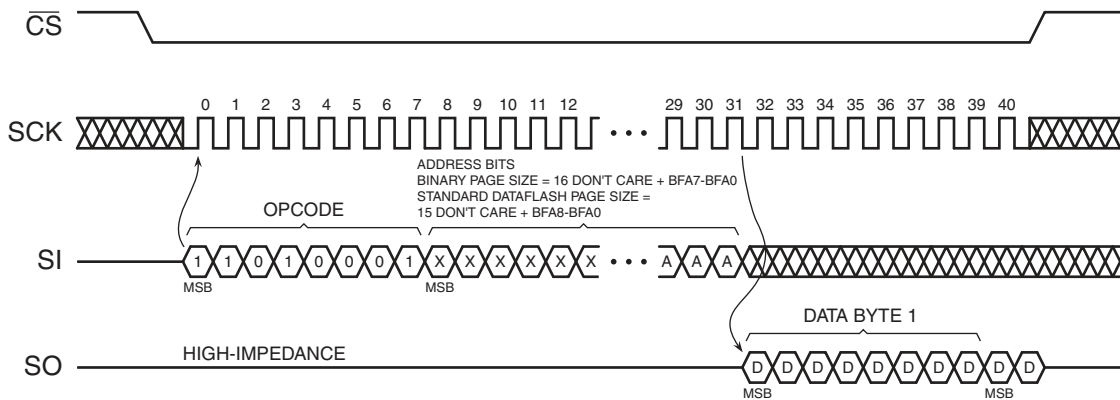 CS
SCK
0 1 2 3 4 5 6 7 8 9 10 11 12 29 30 31 32 33 34 35 36 37 38 39 40
ADDRESS BITS
BINARY PAGE SIZE = 16 DON'T CARE + BFA7-BFA0
STANDARD DATAFLASH PAGE SIZE =
15 DON'T CARE + BFA8-BFA0
OPCODE
SI
1 1 0 1 0 0 0 1 X X X X X X A A A
MSB MSB
DATA BYTE 1
SO
HIGH-IMPEDANCE
D D D D D D D D D D
MSB MSB